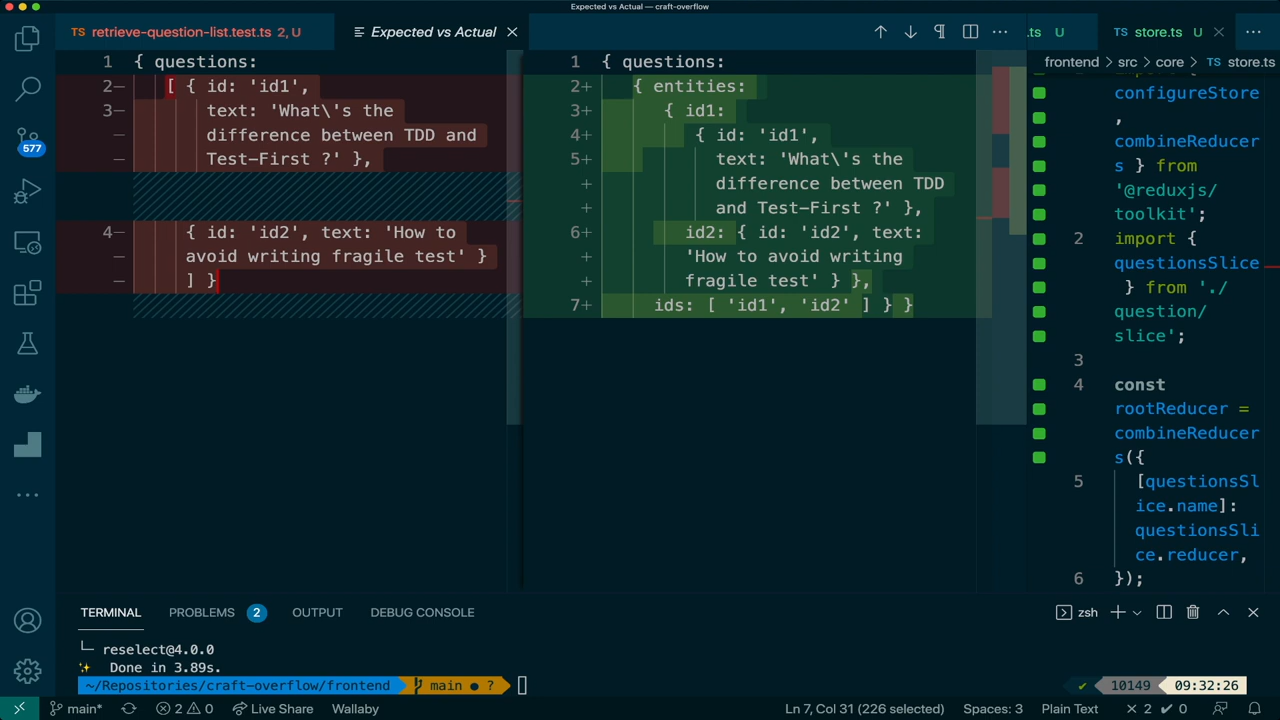 Expected vs Actual — craft-overflow
TS retrieve-question-list.test.ts 2, U
Expected vs Actual
.ts U
TS store.ts U
frontend > src > core > TS store.ts
577
1 { questions:
2− [ { id: 'id1',
3− text: 'What\'s the
− difference between TDD and
− Test-First ?' },
4− { id: 'id2', text: 'How to
− avoid writing fragile test' }
− ] }
1 { questions:
2+ { entities:
3+ { id1:
4+ { id: 'id1',
5+ text: 'What\'s the
+ difference between TDD
+ and Test-First ?' },
6+ id2: { id: 'id2', text:
+ 'How to avoid writing
+ fragile test' } },
7+ ids: [ 'id1', 'id2' ] } }
configureStore
,
combineReducer
s } from
'@reduxjs/
toolkit';
2 import {
questionsSlice
} from './
question/
slice';
3
4 const
rootReducer =
combineReducer
s({
5 [questionsSl
ice.name]:
questionsSli
ce.reducer,
6 });
TERMINAL PROBLEMS 2 OUTPUT DEBUG CONSOLE
zsh
└─ reselect@4.0.0
✨ Done in 3.89s.
~/Repositories/craft-overflow/frontend main ● ?
✔ 10149 09:32:26
main* 2 0 Live Share Wallaby
Ln 7, Col 31 (226 selected) Spaces: 3 Plain Text ✕ 2 ✔ 0